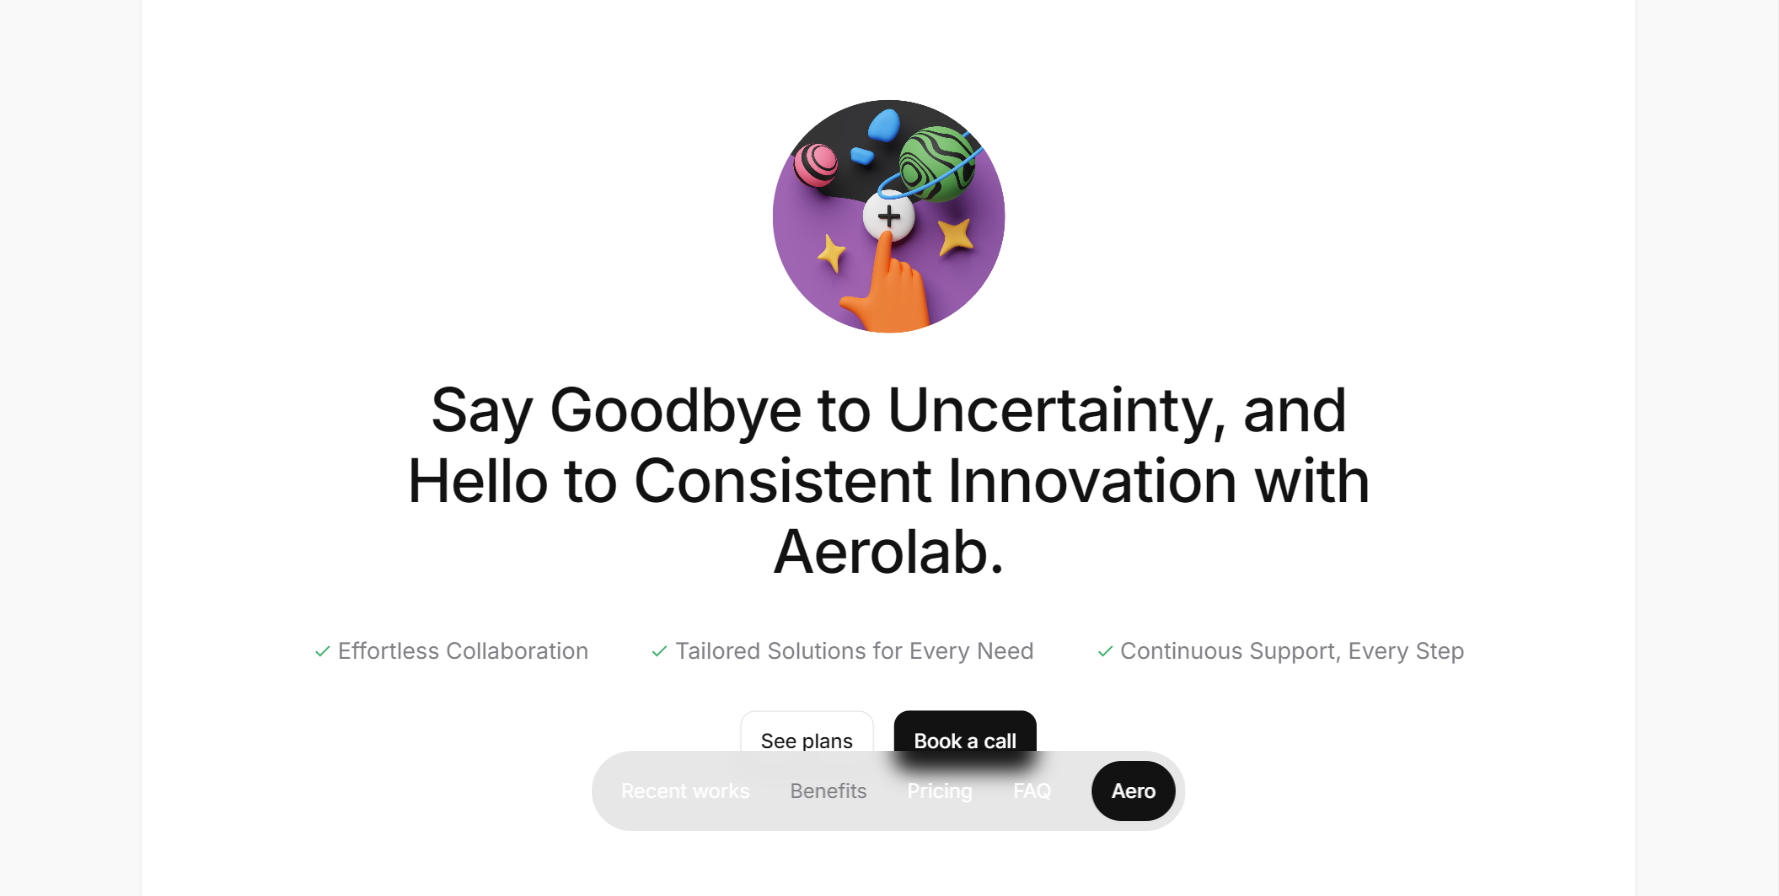 Say Goodbye to Uncertainty, and
Hello to Consistent Innovation with
Aerolab.
Effortless Collaboration
Tailored Solutions for Every Need
Continuous Support, Every Step
See plans
Book a call
Recent works
Benefits
Pricing
FAQ
Aero